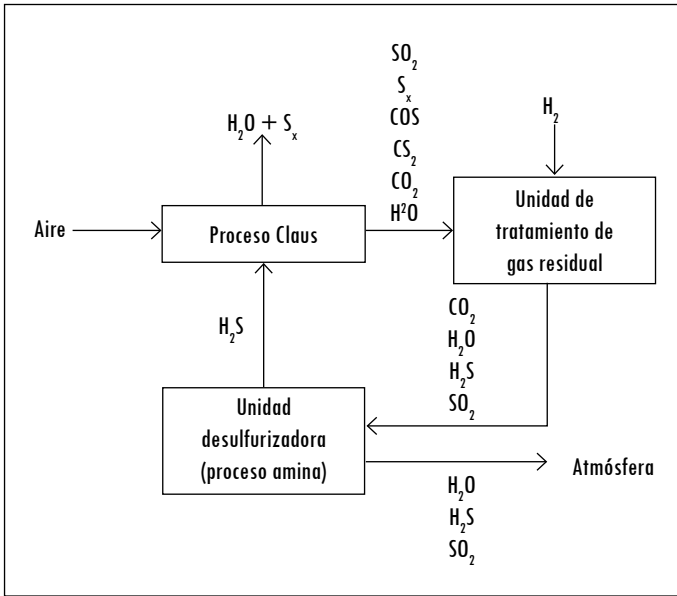 SO₂
Sₓ
COS
CS₂
CO₂
H²O
H₂O + Sₓ
H₂
Aire
Proceso Claus
Unidad de
tratamiento de
gas residual
H₂S
CO₂
H₂O
H₂S
SO₂
Unidad
desulfurizadora
(proceso amina)
Atmósfera
H₂O
H₂S
SO₂